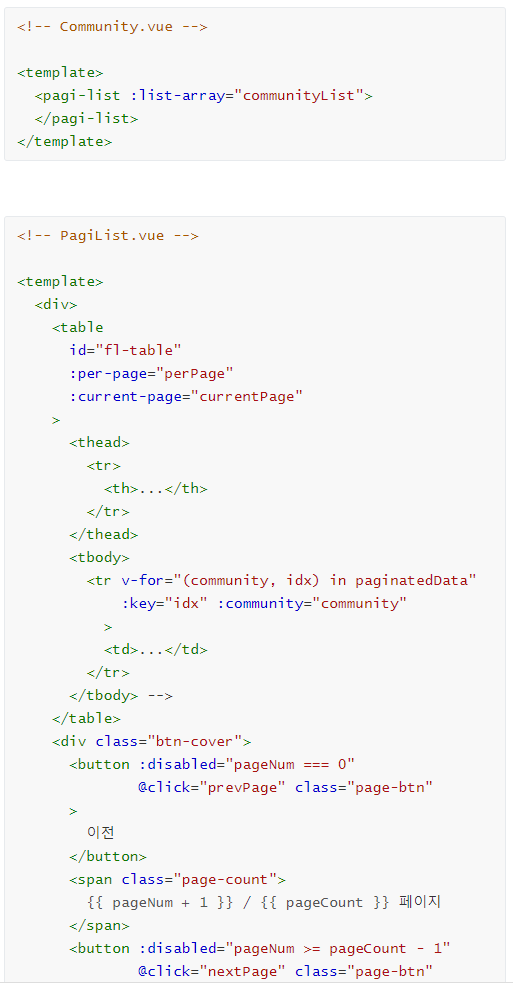 <!-- Community.vue -->
<template>
  <pagi-list :list-array="communityList">
  </pagi-list>
</template>
<!-- PagiList.vue -->
<template>
  <div>
    <table
      id="fl-table"
      :per-page="perPage"
      :current-page="currentPage"
    >
      <thead>
        <tr>
          <th>...</th>
        </tr>
      </thead>
      <tbody>
        <tr v-for="(community, idx) in paginatedData"
            :key="idx" :community="community"
          >
          <td>...</td>
        </tr>
      </tbody> -->
    </table>
    <div class="btn-cover">
      <button :disabled="pageNum === 0"
              @click="prevPage" class="page-btn"
      >
        이전
      </button>
      <span class="page-count">
        {{ pageNum + 1 }} / {{ pageCount }} 페이지
      </span>
      <button :disabled="pageNum >= pageCount - 1"
              @click="nextPage" class="page-btn"